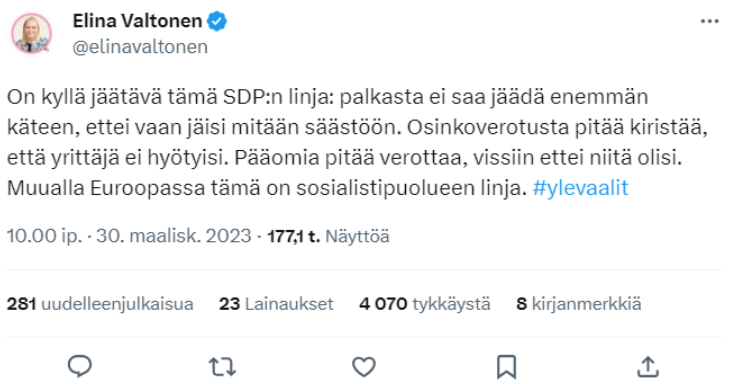 Elina Valtonen
@elinavaltonen
On kyllä jäätävä tämä SDP:n linja: palkasta ei saa jäädä enemmän
käteen, ettei vaan jäisi mitään säästöön. Osinkoverotusta pitää kiristää,
että yrittäjä ei hyötyisi. Pääomia pitää verottaa, vissiin ettei niitä olisi.
Muualla Euroopassa tämä on sosialistipuolueen linja. #ylevaalit
10.00 ip. · 30. maalisk. 2023 · 177,1 t. Näyttöä
281 uudelleenjulkaisua 23 Lainaukset 4 070 tykkäystä 8 kirjanmerkkiä